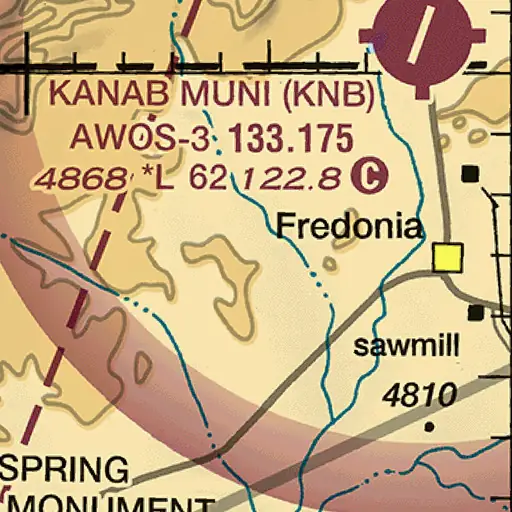 KANAB MUNI (KNB)
AWOS-3 133.175
4868 *L 62 122.8 C
Fredonia
sawmill
4810
SPRING
MONUMENT